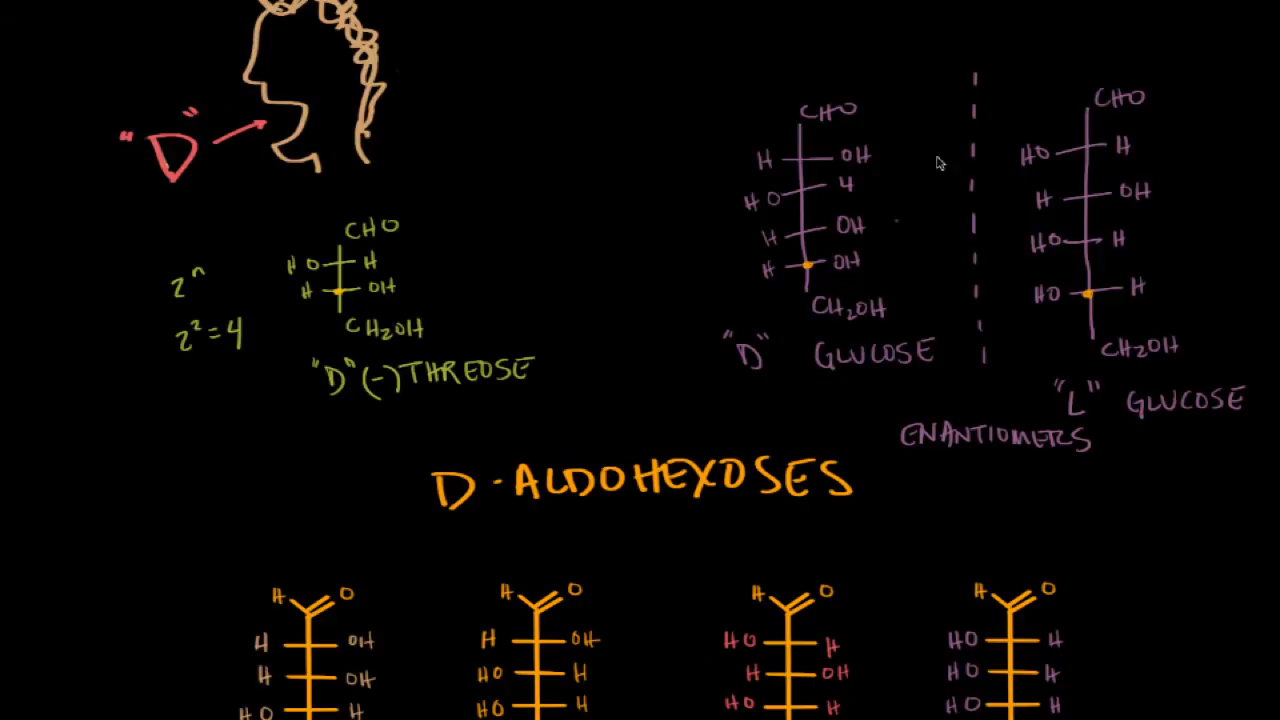 "D"
CHO
HO H
H OH
CH2OH
"D" (-) THREOSE
2^n
2^2=4
CHO
H OH
HO H
H OH
H OH
CH2OH
"D" GLUCOSE
CHO
HO H
H OH
HO H
HO H
CH2OH
"L" GLUCOSE
ENANTIOMERS
D-ALDOHEXOSES
H O H O H O H O
H OH H OH HO H HO H
H OH HO H H OH HO H
HO H HO H HO H HO H